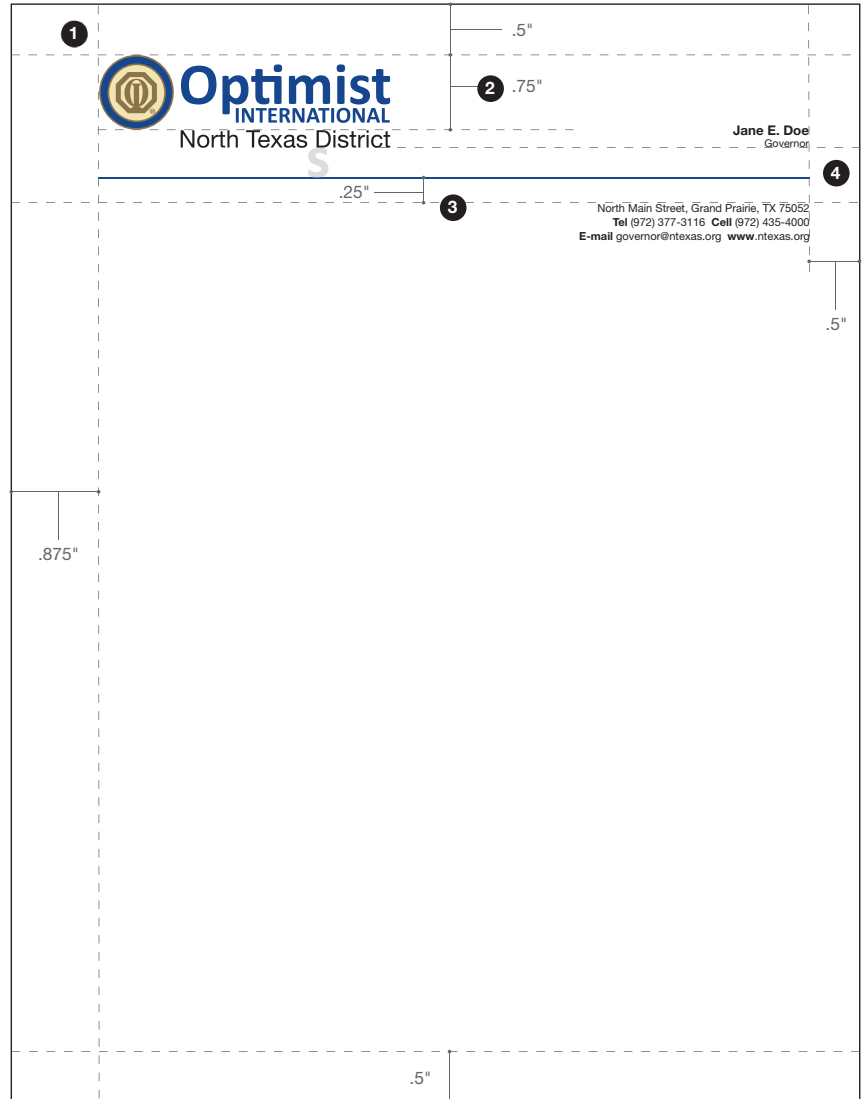 1
.5"
Optimist
INTERNATIONAL
2 .75"
North Texas District
S
Jane E. Doe
Governor
4
.25"
3
North Main Street, Grand Prairie, TX 75052
Tel (972) 377-3116 Cell (972) 435-4000
E-mail governor@ntexas.org www.ntexas.org
.5"
.875"
.5"